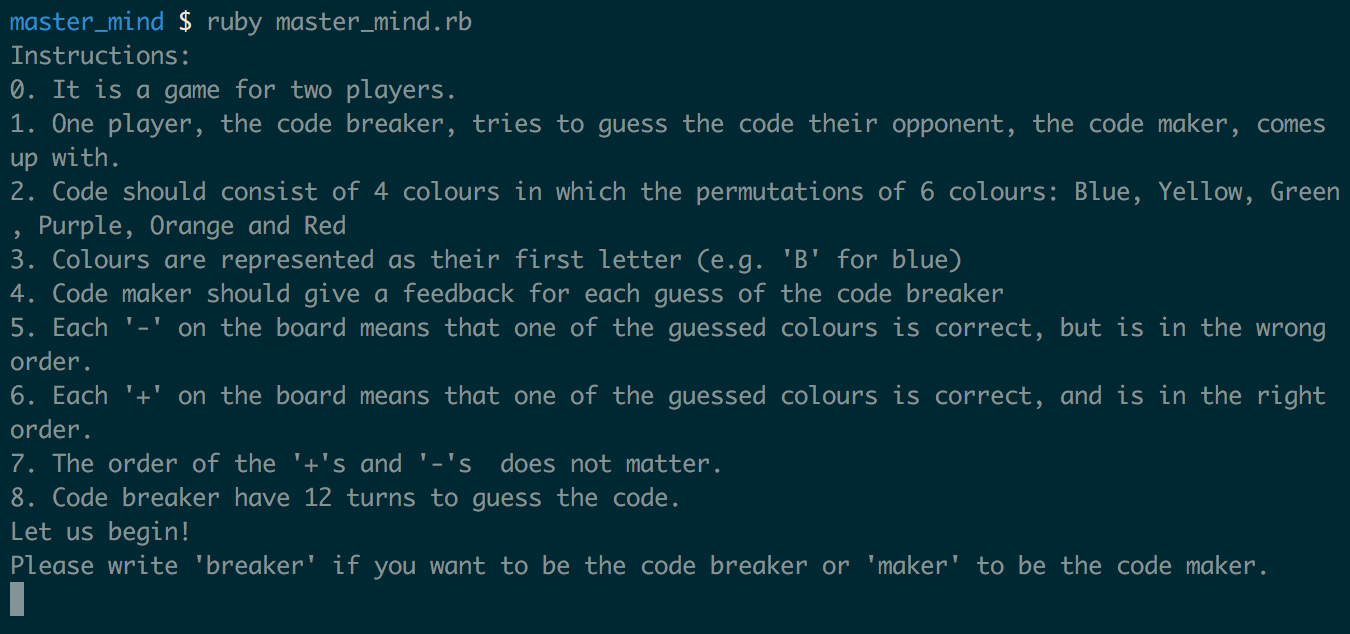 master_mind $ ruby master_mind.rb
Instructions:
0. It is a game for two players.
1. One player, the code breaker, tries to guess the code their opponent, the code maker, comes
up with.
2. Code should consist of 4 colours in which the permutations of 6 colours: Blue, Yellow, Green
, Purple, Orange and Red
3. Colours are represented as their first letter (e.g. 'B' for blue)
4. Code maker should give a feedback for each guess of the code breaker
5. Each '-' on the board means that one of the guessed colours is correct, but is in the wrong
order.
6. Each '+' on the board means that one of the guessed colours is correct, and is in the right
order.
7. The order of the '+'s and '-'s  does not matter.
8. Code breaker have 12 turns to guess the code.
Let us begin!
Please write 'breaker' if you want to be the code breaker or 'maker' to be the code maker.